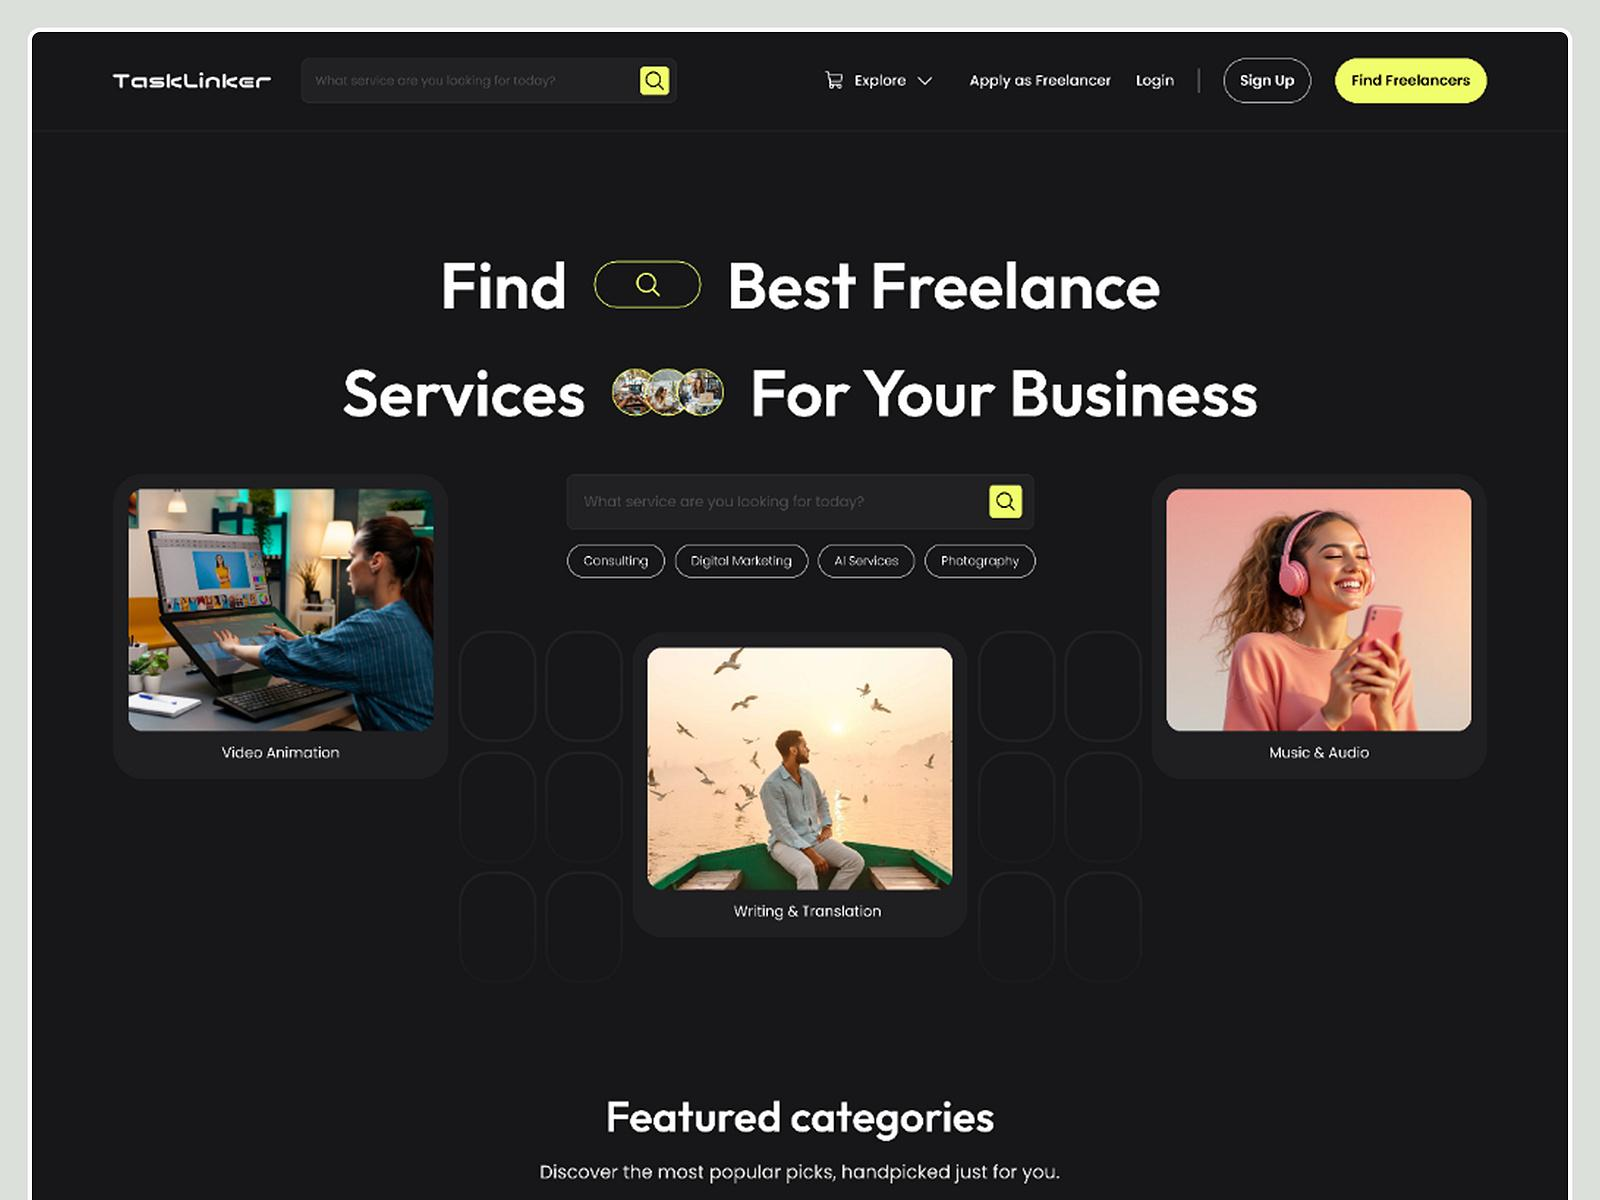 TaskLinker
What service are you looking for today?
Explore
Apply as Freelancer
Login
Sign Up
Find Freelancers
Find Best Freelance
Services For Your Business
What service are you looking for today?
Consulting
Digital Marketing
AI Services
Photography
Video Animation
Music & Audio
Writing & Translation
Featured categories
Discover the most popular picks, handpicked just for you.